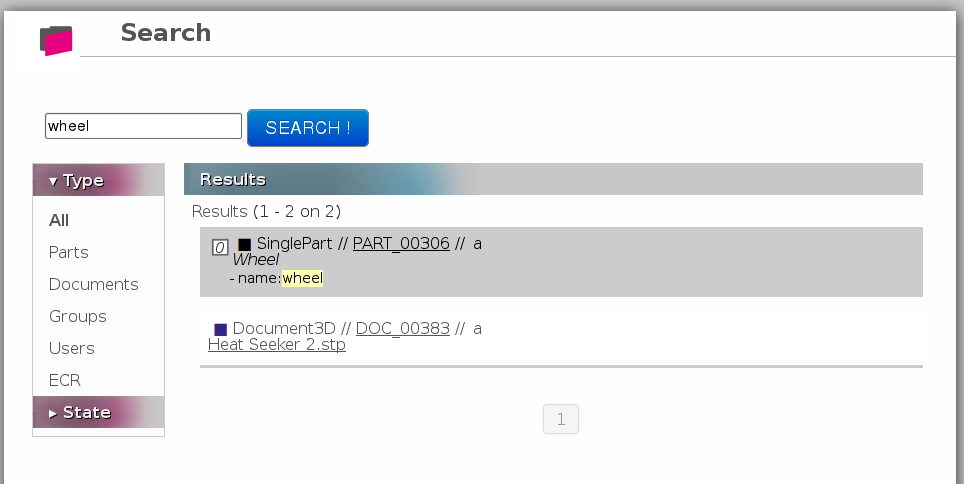 Search
wheel
SEARCH !
▾ Type
All
Parts
Documents
Groups
Users
ECR
▸ State
Results
Results (1 - 2 on 2)
0 SinglePart // PART_00306 // a
Wheel
- name:wheel
Document3D // DOC_00383 // a
Heat Seeker 2.stp
1